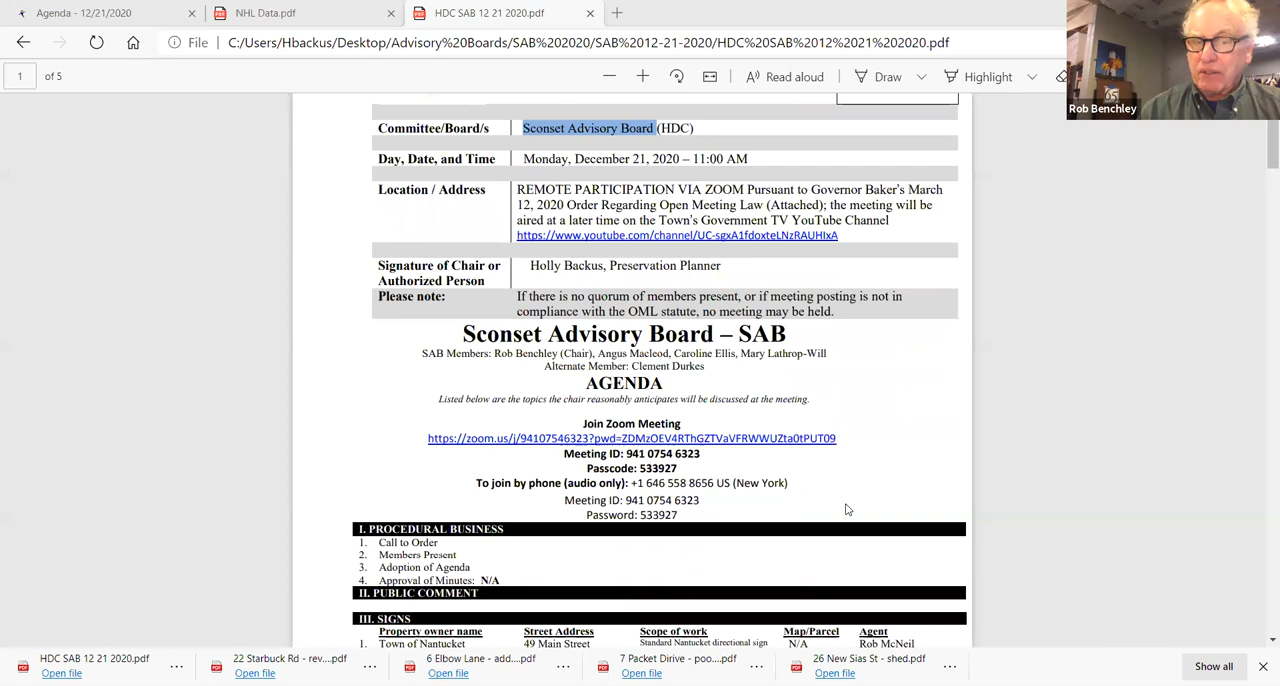 Agenda - 12/21/2020
NHL Data.pdf
HDC SAB 12 21 2020.pdf
File
C:/Users/Hbackus/Desktop/Advisory%20Boards/SAB%202020/SAB%2012-21-2020/HDC%20SAB%2012%2021%202020.pdf
1 of 5
Read aloud
Draw
Highlight
Rob Benchley
Committee/Board/s Sconset Advisory Board (HDC)
Day, Date, and Time Monday, December 21, 2020 – 11:00 AM
Location / Address REMOTE PARTICIPATION VIA ZOOM Pursuant to Governor Baker's March
12, 2020 Order Regarding Open Meeting Law (Attached); the meeting will be
aired at a later time on the Town's Government TV YouTube Channel
https://www.youtube.com/channel/UC-sgxA1fdoxteLNzRAUHIxA
Signature of Chair or Holly Backus, Preservation Planner
Authorized Person
Please note: If there is no quorum of members present, or if meeting posting is not in
compliance with the OML statute, no meeting may be held.
Sconset Advisory Board – SAB
SAB Members: Rob Benchley (Chair), Angus Macleod, Caroline Ellis, Mary Lathrop-Will
Alternate Member: Clement Durkes
AGENDA
Listed below are the topics the chair reasonably anticipates will be discussed at the meeting.
Join Zoom Meeting
https://zoom.us/j/94107546323?pwd=ZDMzOEV4RThGZTVaVFRWWUZta0tPUT09
Meeting ID: 941 0754 6323
Passcode: 533927
To join by phone (audio only): +1 646 558 8656 US (New York)
Meeting ID: 941 0754 6323
Password: 533927
I. PROCEDURAL BUSINESS
1. Call to Order
2. Members Present
3. Adoption of Agenda
4. Approval of Minutes: N/A
II. PUBLIC COMMENT
III. SIGNS
Property owner name Street Address Scope of work Map/Parcel Agent
1. Town of Nantucket 49 Main Street Standard Nantucket directional sign N/A Rob McNeil
HDC SAB 12 21 2020.pdf
Open file
22 Starbuck Rd - rev....pdf
Open file
6 Elbow Lane - add....pdf
Open file
7 Packet Drive - poo....pdf
Open file
26 New Sias St - shed.pdf
Open file
Show all